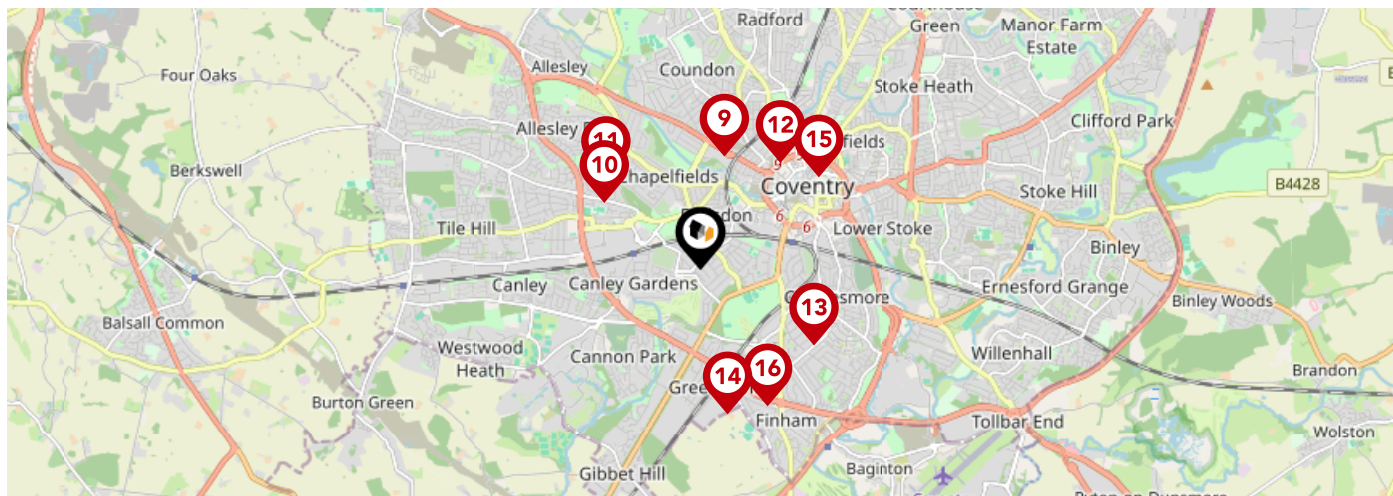 Radford
Green
Manor Farm
Estate
Four Oaks
Allesley
Coundon
Stoke Heath
Allesley
9
12
15
fields
Clifford Park
11
10
Berkswell
Chapelfields
Coventry
Stoke Hill
B4428
9
6
6
Tile Hill
Lower Stoke
Binley
Canley
Canley Gardens
Ernesford Grange
Binley Woods
13
Balsall Common
Westwood
Heath
Cannon Park
Willenhall
14
16
Brandon
Burton Green
Finham
Tollbar End
Wolston
Gibbet Hill
Baginton